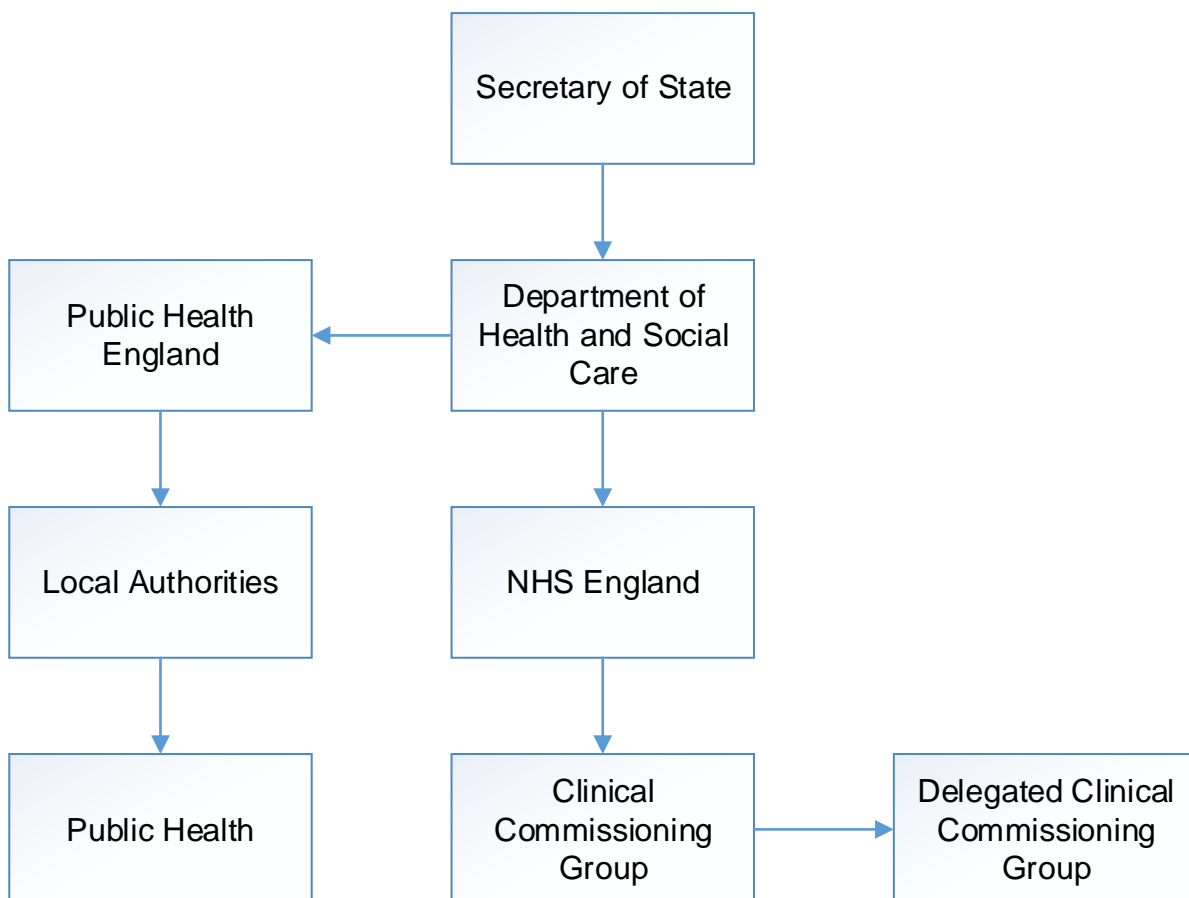 Secretary of State
Public Health
England
Department of
Health and Social
Care
Local Authorities
NHS England
Public Health
Clinical
Commissioning
Group
Delegated Clinical
Commissioning
Group